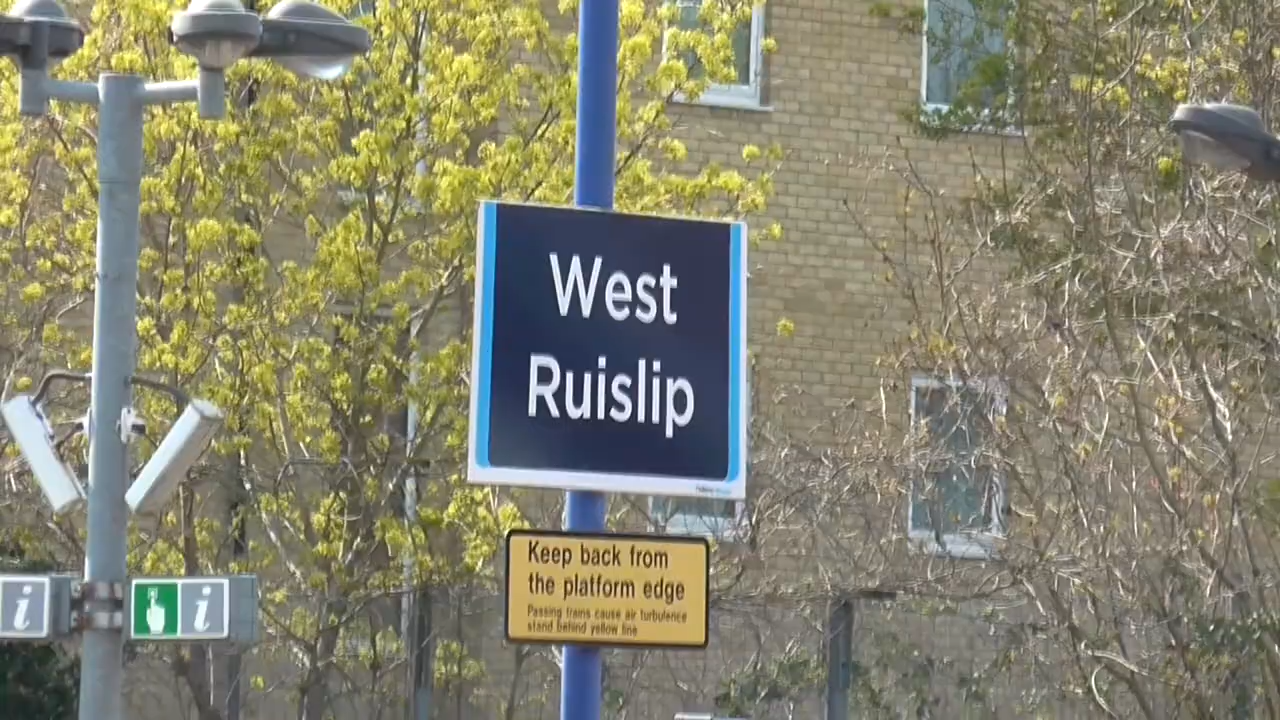 West
Ruislip
Keep back from
the platform edge
Passing trains cause air turbulence
stand behind yellow line
i
i